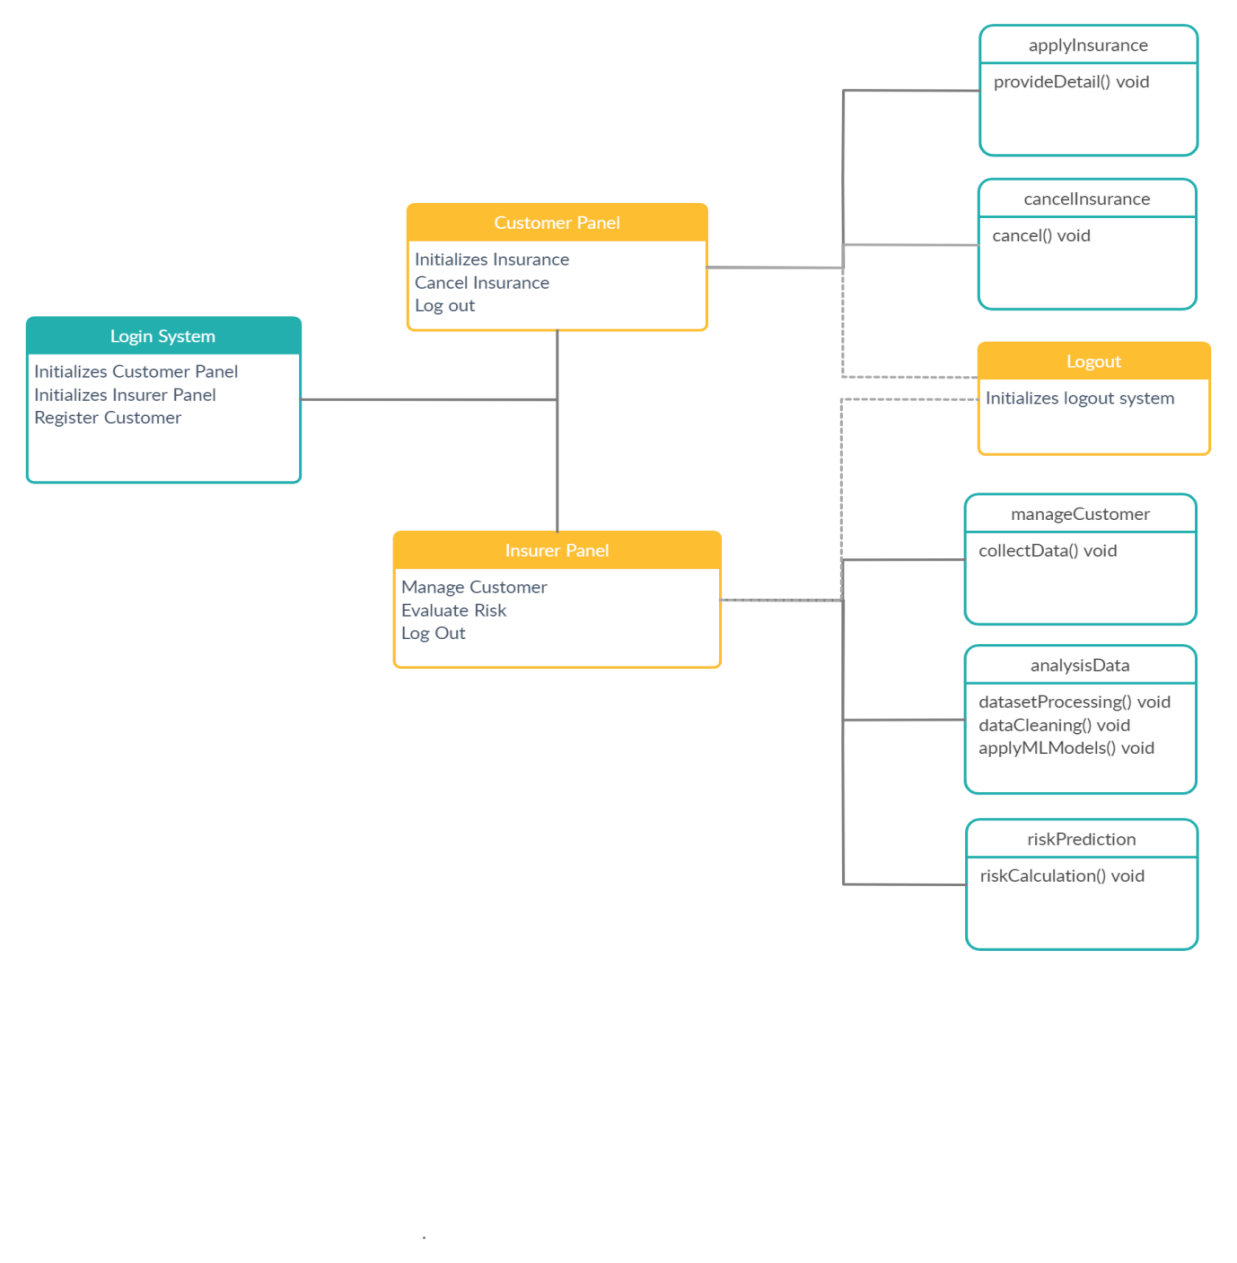 applyInsurance
provideDetail() void
cancelInsurance
cancel() void
Customer Panel
Initializes Insurance
Cancel Insurance
Log out
Login System
Initializes Customer Panel
Initializes Insurer Panel
Register Customer
Logout
Initializes logout system
Insurer Panel
Manage Customer
Evaluate Risk
Log Out
manageCustomer
collectData() void
analysisData
datasetProcessing() void
dataCleaning() void
applyMLModels() void
riskPrediction
riskCalculation() void
.